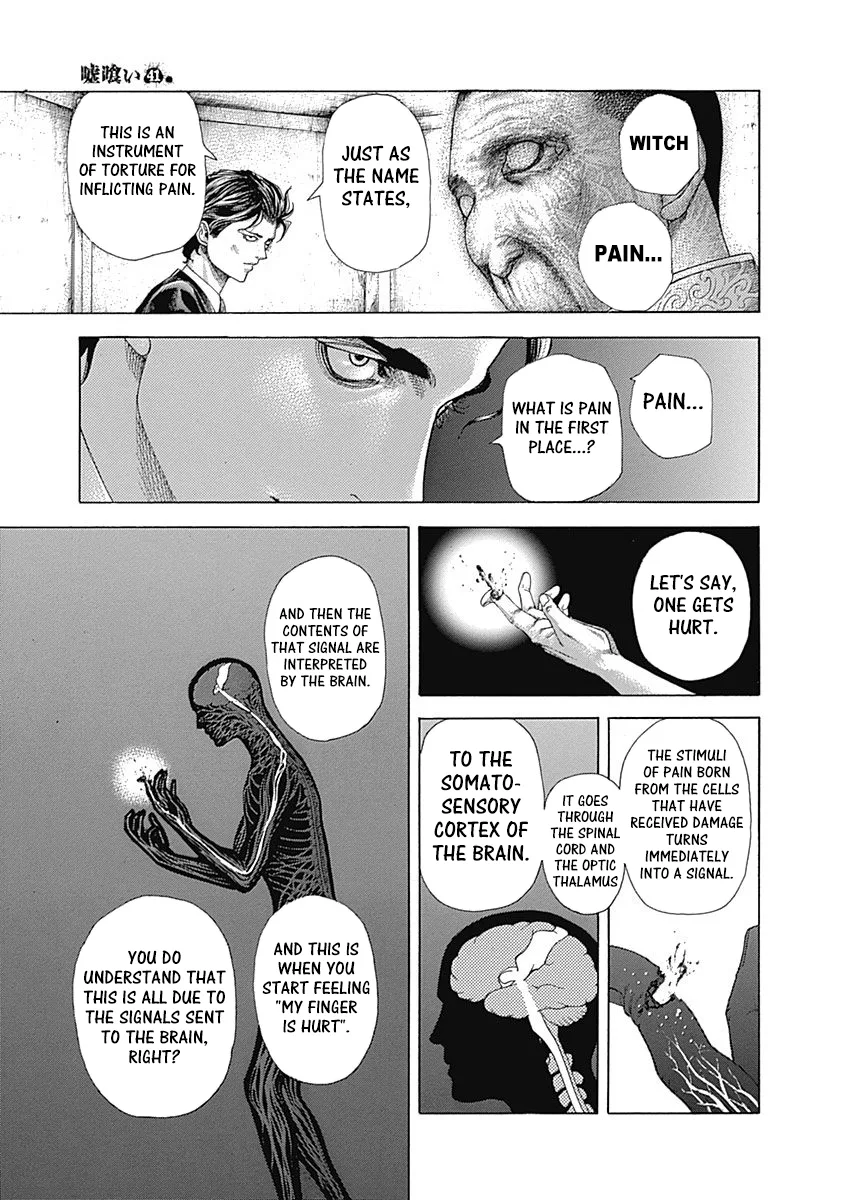 嘘喰い 41
WITCH
PAIN...
JUST AS
THE NAME
STATES,
THIS IS AN
INSTRUMENT
OF TORTURE FOR
INFLICTING PAIN.
PAIN...
WHAT IS PAIN
IN THE FIRST
PLACE...?
LET'S SAY,
ONE GETS
HURT.
THE STIMULI
OF PAIN BORN
FROM THE CELLS
THAT HAVE
RECEIVED DAMAGE
TURNS
IMMEDIATELY
INTO A SIGNAL.
IT GOES
THROUGH
THE SPINAL
CORD AND
THE OPTIC
THALAMUS
TO THE
SOMATO-
SENSORY
CORTEX OF
THE BRAIN.
AND THEN THE
CONTENTS OF
THAT SIGNAL ARE
INTERPRETED
BY THE BRAIN.
AND THIS IS
WHEN YOU
START FEELING
"MY FINGER
IS HURT".
YOU DO
UNDERSTAND THAT
THIS IS ALL DUE TO
THE SIGNALS SENT
TO THE BRAIN,
RIGHT?